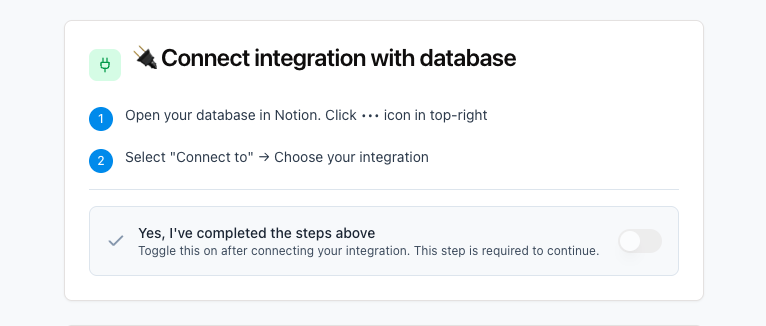 🔌 Connect integration with database
1 Open your database in Notion. Click ••• icon in top-right
2 Select "Connect to" → Choose your integration
Yes, I've completed the steps above
Toggle this on after connecting your integration. This step is required to continue.